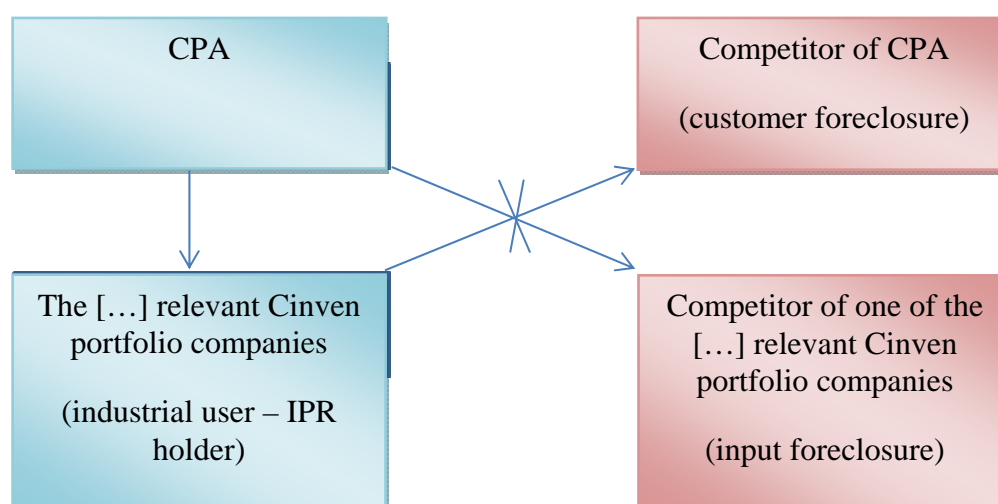 CPA
Competitor of CPA
(customer foreclosure)
The […] relevant Cinven
portfolio companies
(industrial user – IPR
holder)
Competitor of one of the
[…] relevant Cinven
portfolio companies
(input foreclosure)